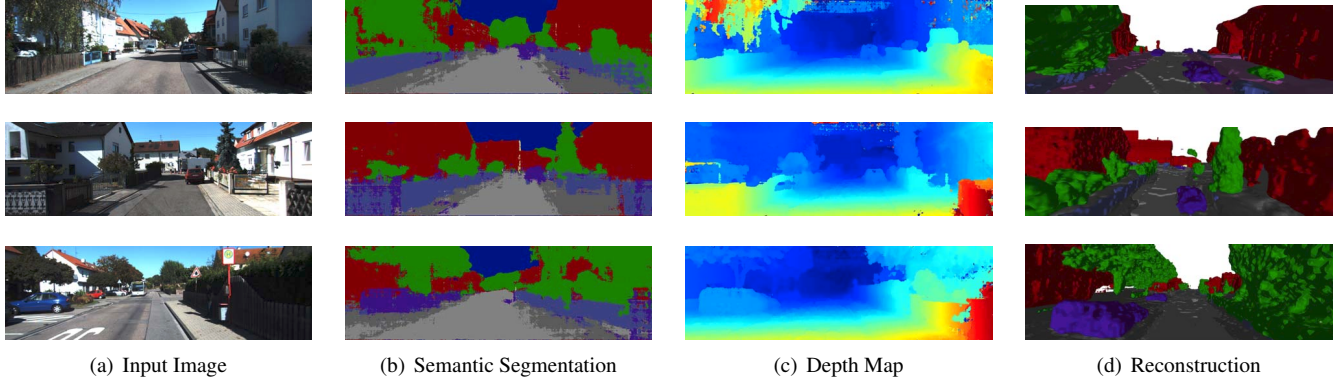 (a) Input Image
(b) Semantic Segmentation
(c) Depth Map
(d) Reconstruction